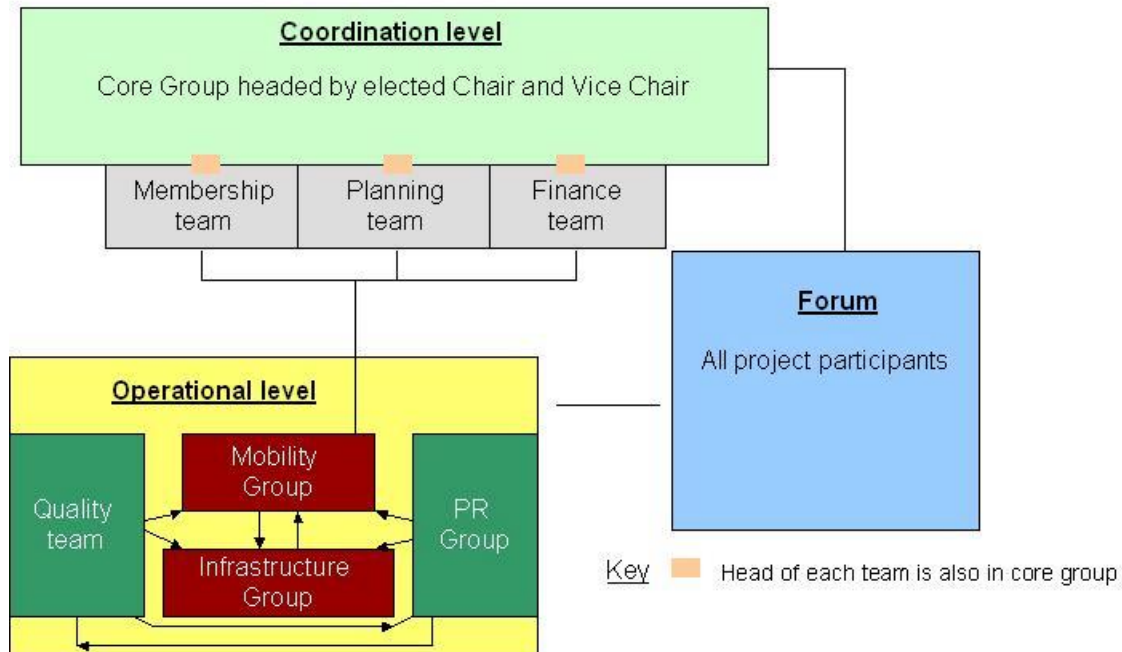 Coordination level
Core Group headed by elected Chair and Vice Chair
Membership
team
Planning
team
Finance
team
Forum
All project participants
Operational level
Quality
team
Mobility
Group
Infrastructure
Group
PR
Group
Key
Head of each team is also in core group